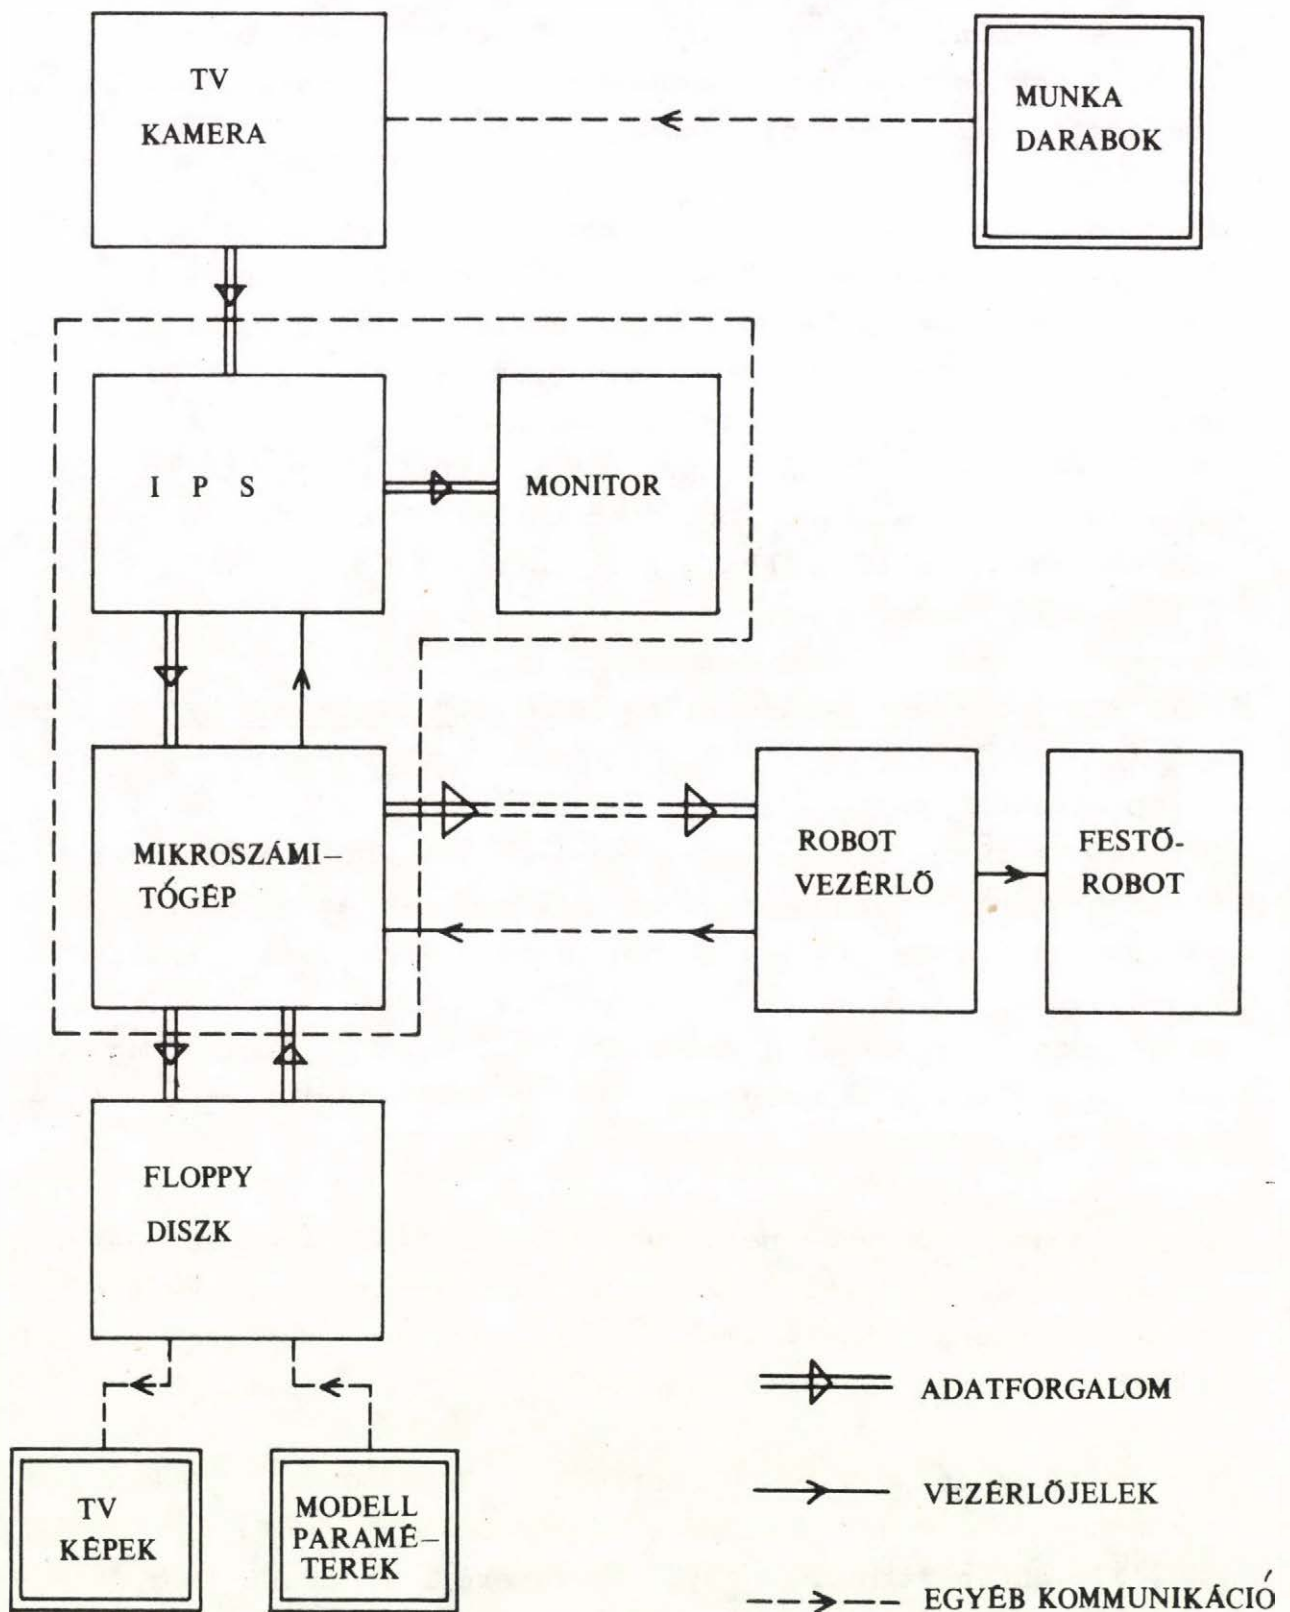 TV
KAMERA
MUNKA
DARABOK
I P S
MONITOR
MIKROSZÁMI–
TÓGÉP
ROBOT
VEZÉRLŐ
FESTŐ-
ROBOT
FLOPPY
DISZK
TV
KÉPEK
MODELL
PARAMÉ–
TEREK
ADATFORGALOM
VEZÉRLŐJELEK
EGYÉB KOMMUNIKÁCIÓ